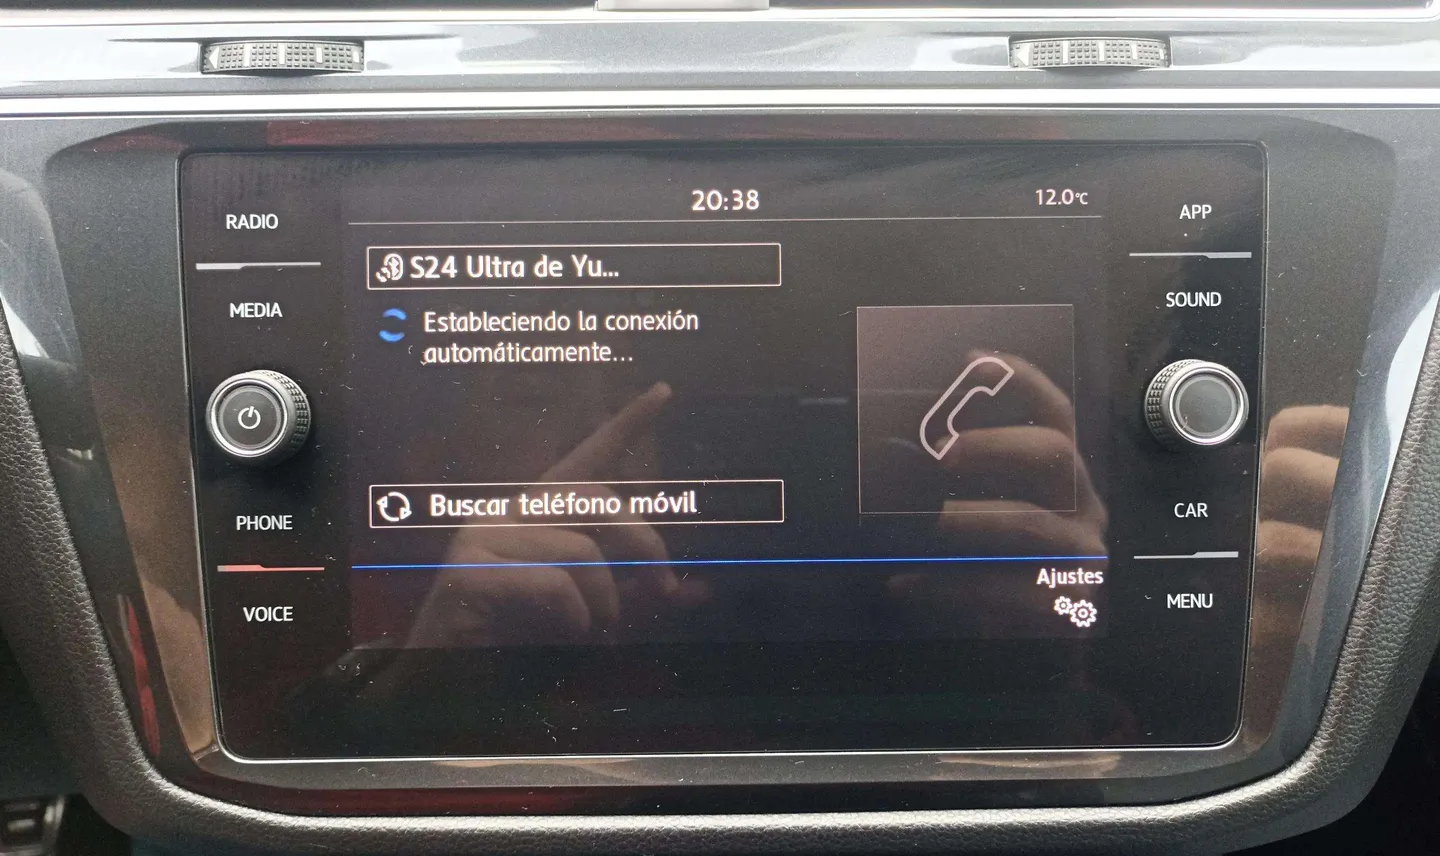 20:38
12.0°C
RADIO
MEDIA
PHONE
VOICE
S24 Ultra de Yu...
Estableciendo la conexión
automáticamente...
Buscar teléfono móvil
Ajustes
APP
SOUND
CAR
MENU